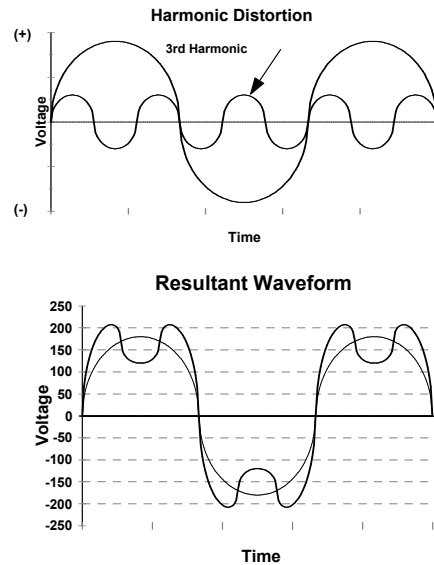 Harmonic Distortion
(+)
3rd Harmonic
Voltage
(-)
Time
Resultant Waveform
250
200
150
100
50
0
-50
-100
-150
-200
-250
Voltage
Time